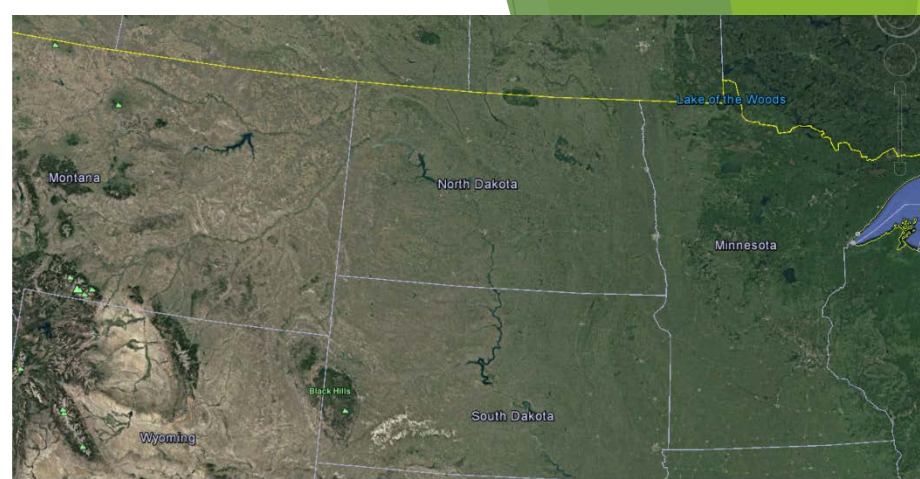 Lake of the Woods
Montana
North Dakota
Minnesota
Black Hills
South Dakota
Wyoming